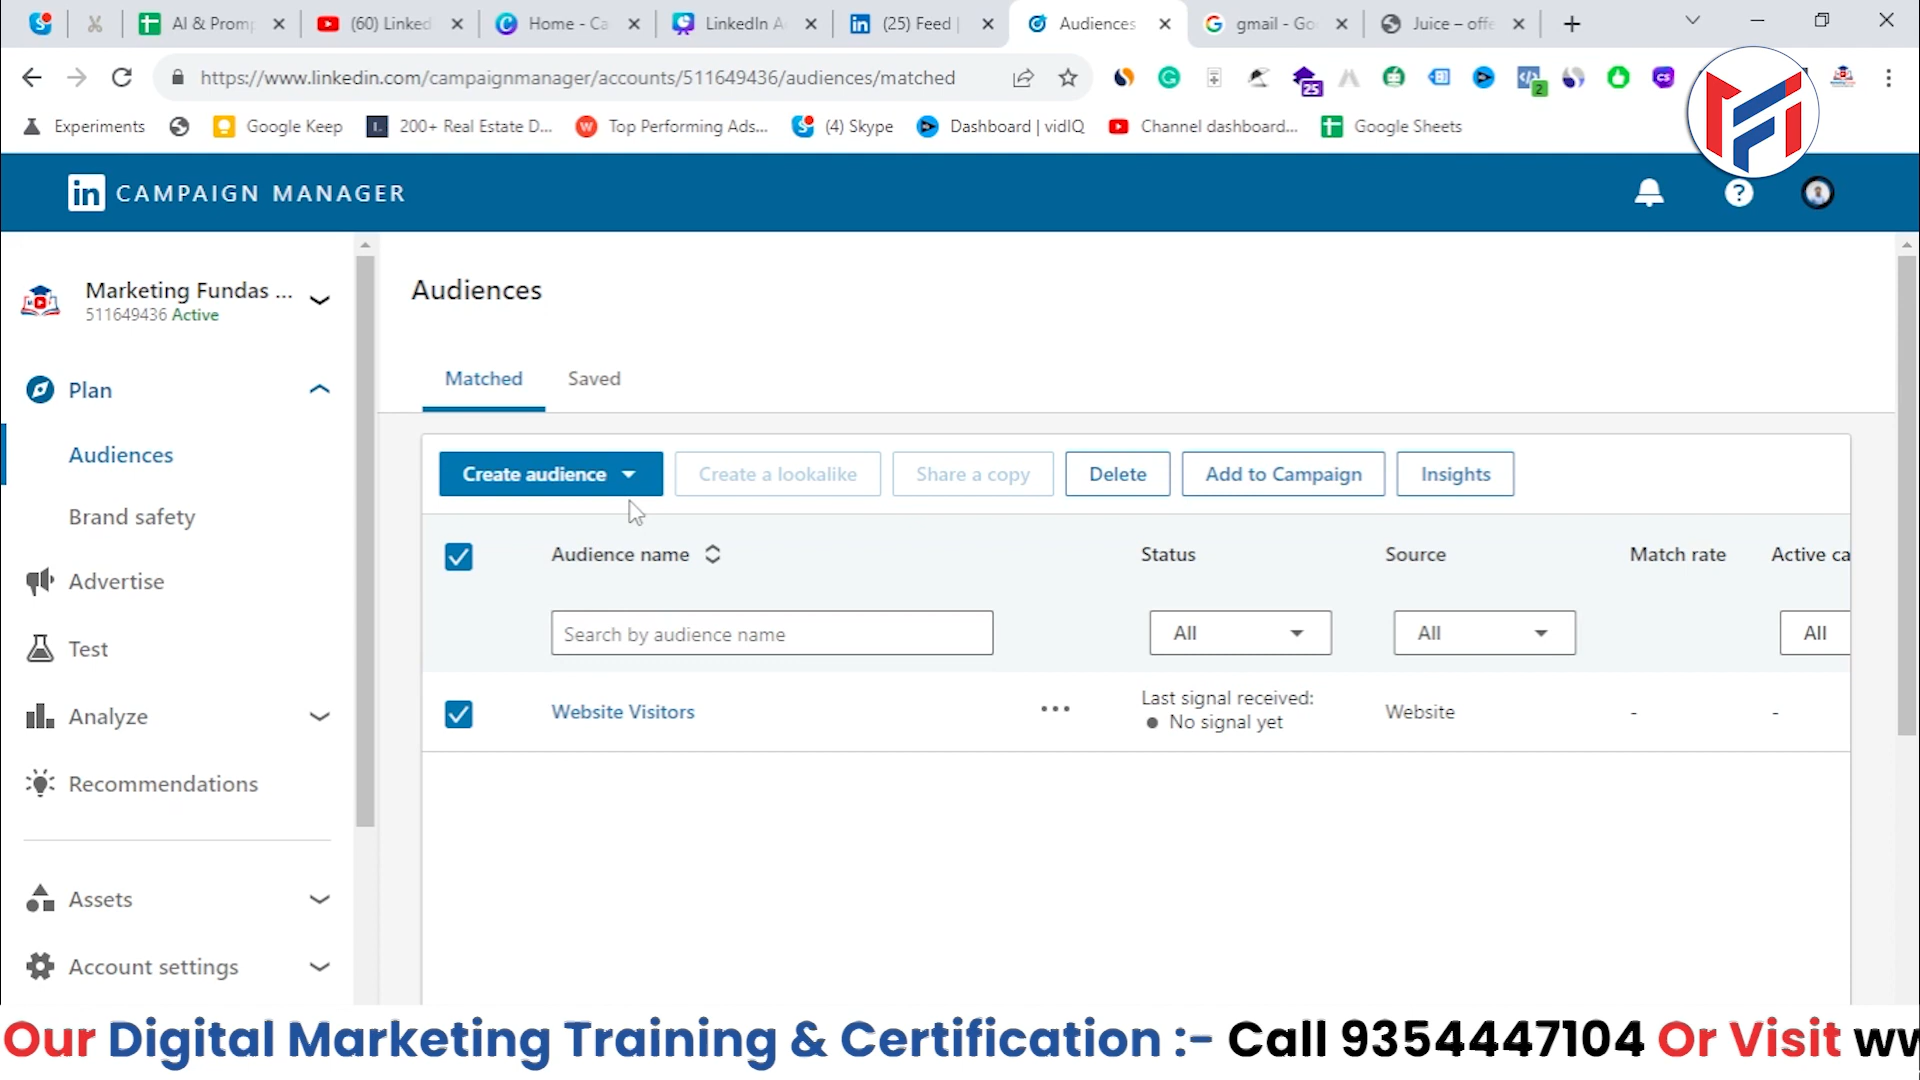 AI & Promp
(60) Linked
Home - Ca
LinkedIn A
(25) Feed |
Audiences
gmail - Go
Juice – offe
https://www.linkedin.com/campaignmanager/accounts/511649436/audiences/matched
25
2
Experiments
Google Keep
200+ Real Estate D...
Top Performing Ads...
(4) Skype
Dashboard | vidIQ
Channel dashboard...
Google Sheets
in CAMPAIGN MANAGER
Marketing Fundas ...
511649436 Active
Plan
Audiences
Brand safety
Advertise
Test
Analyze
Recommendations
Assets
Account settings
Audiences
Matched
Saved
Create audience
Create a lookalike
Share a copy
Delete
Add to Campaign
Insights
Audience name
Status
Source
Match rate
Active ca
Search by audience name
All
All
All
Website Visitors
Last signal received:
No signal yet
Website
-
-
Our Digital Marketing Training & Certification :- Call 9354447104 Or Visit ww